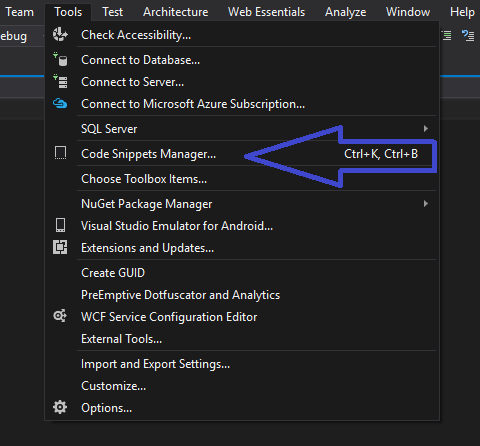 Team Tools Test Architecture Web Essentials Analyze Window Help
ebug
Check Accessibility...
Connect to Database...
Connect to Server...
Connect to Microsoft Azure Subscription...
SQL Server
Code Snippets Manager... Ctrl+K, Ctrl+B
Choose Toolbox Items...
NuGet Package Manager
Visual Studio Emulator for Android...
Extensions and Updates...
Create GUID
PreEmptive Dotfuscator and Analytics
WCF Service Configuration Editor
External Tools...
Import and Export Settings...
Customize...
Options...